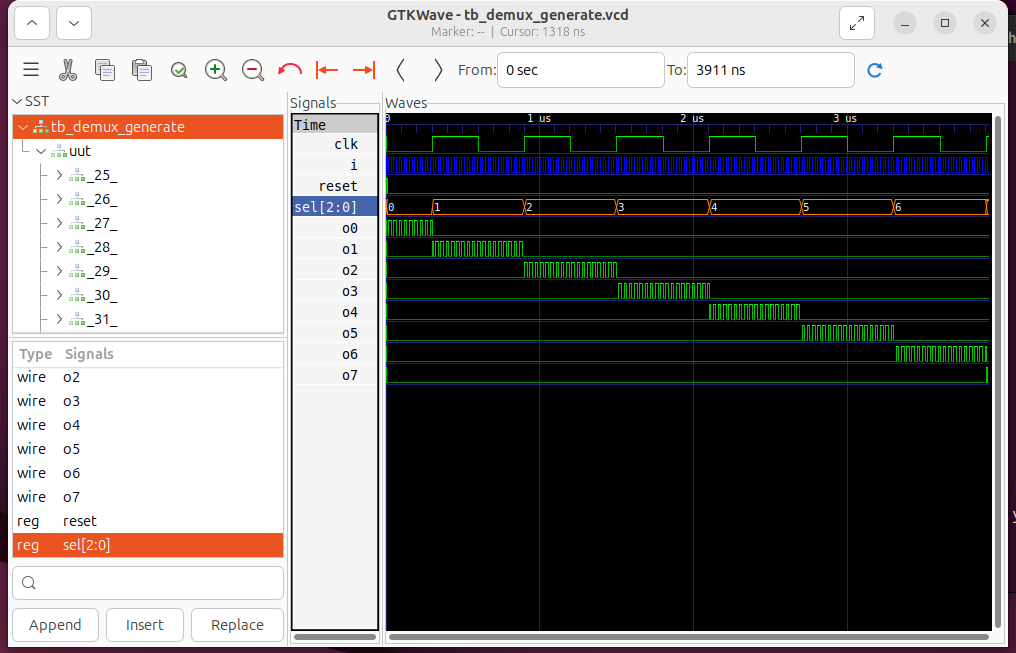 GTKWave - tb_demux_generate.vcd
Marker: -- | Cursor: 1318 ns
From: 0 sec To: 3911 ns
SST
tb_demux_generate
uut
_25_
_26_
_27_
_28_
_29_
_30_
_31_
Type Signals
wire o2
wire o3
wire o4
wire o5
wire o6
wire o7
reg reset
reg sel[2:0]
Append Insert Replace
Signals
Time
clk
i
reset
sel[2:0]
o0
o1
o2
o3
o4
o5
o6
o7
Waves
0 1 us 2 us 3 us
0 1 2 3 4 5 6